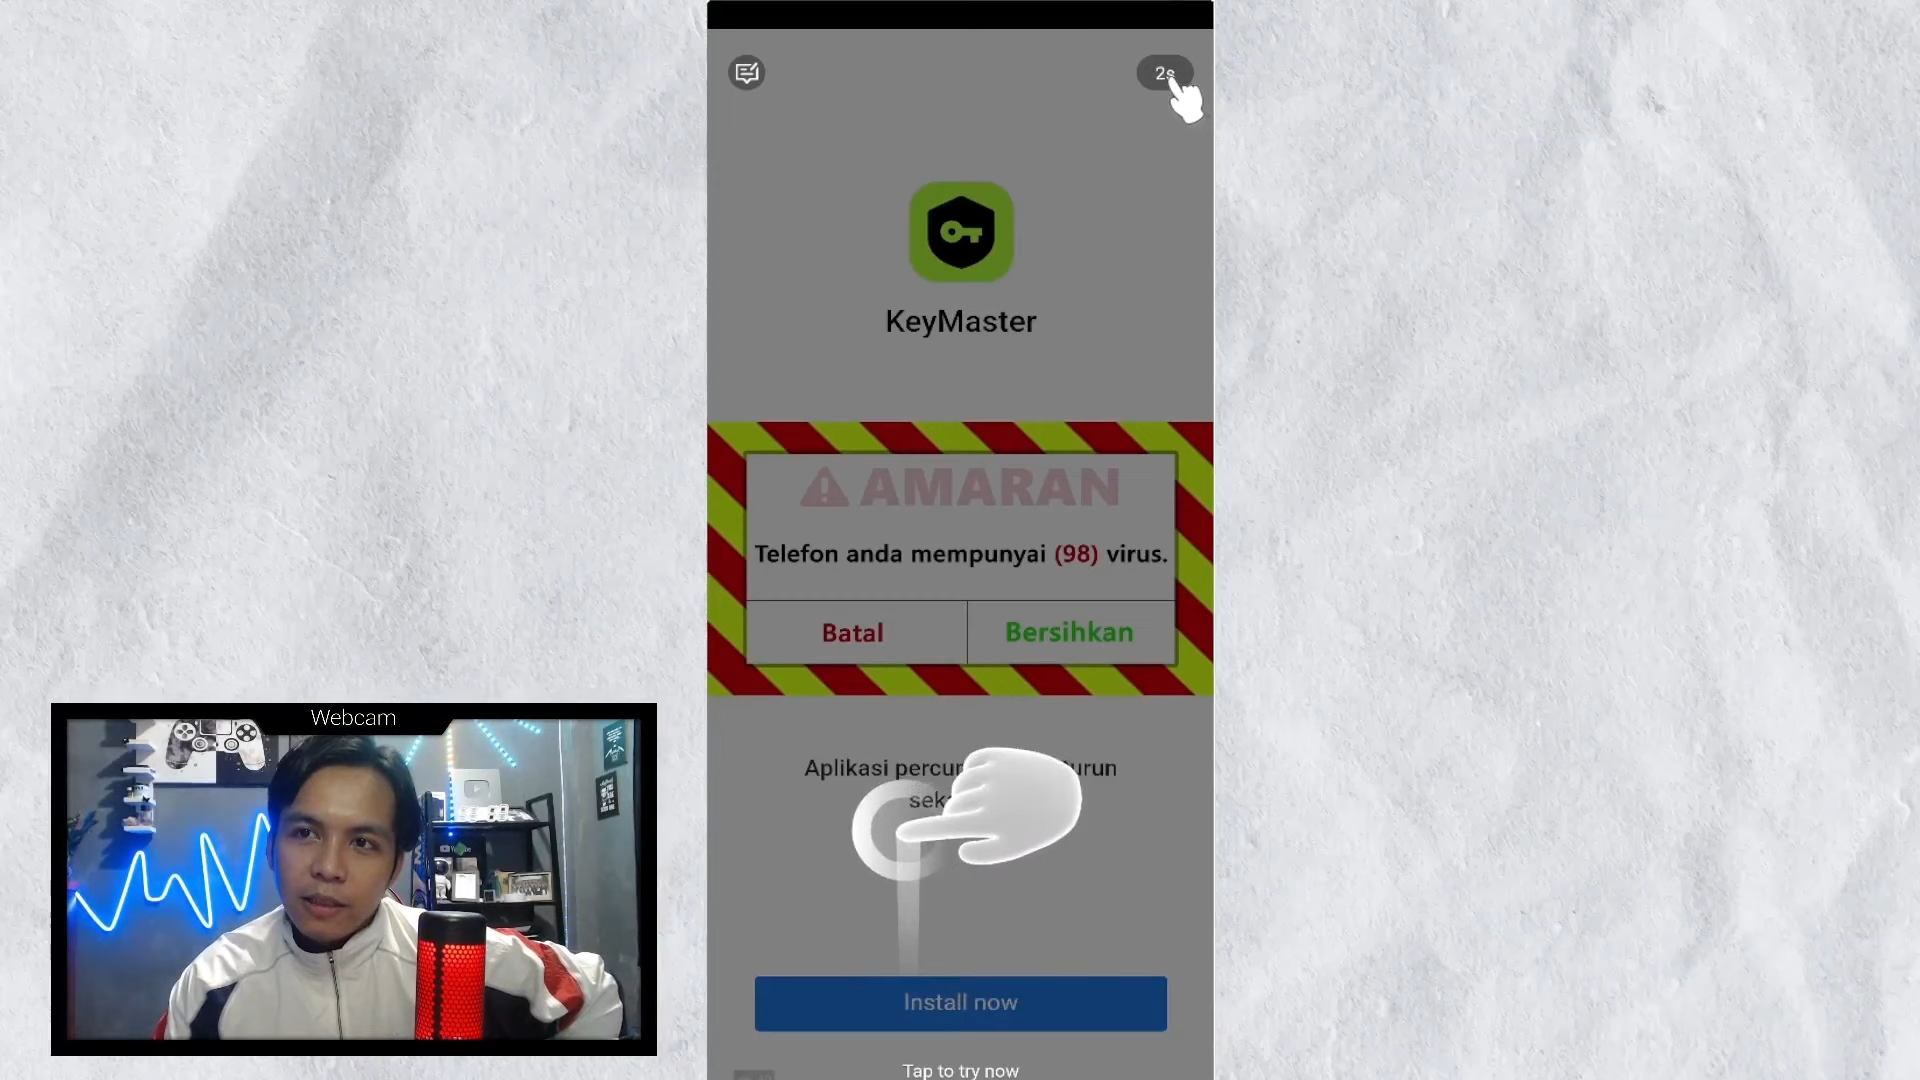 2s
KeyMaster
AMARAN
Telefon anda mempunyai (98) virus.
Batal
Bersihkan
Aplikasi
Install now
Tap to try now
Webcam